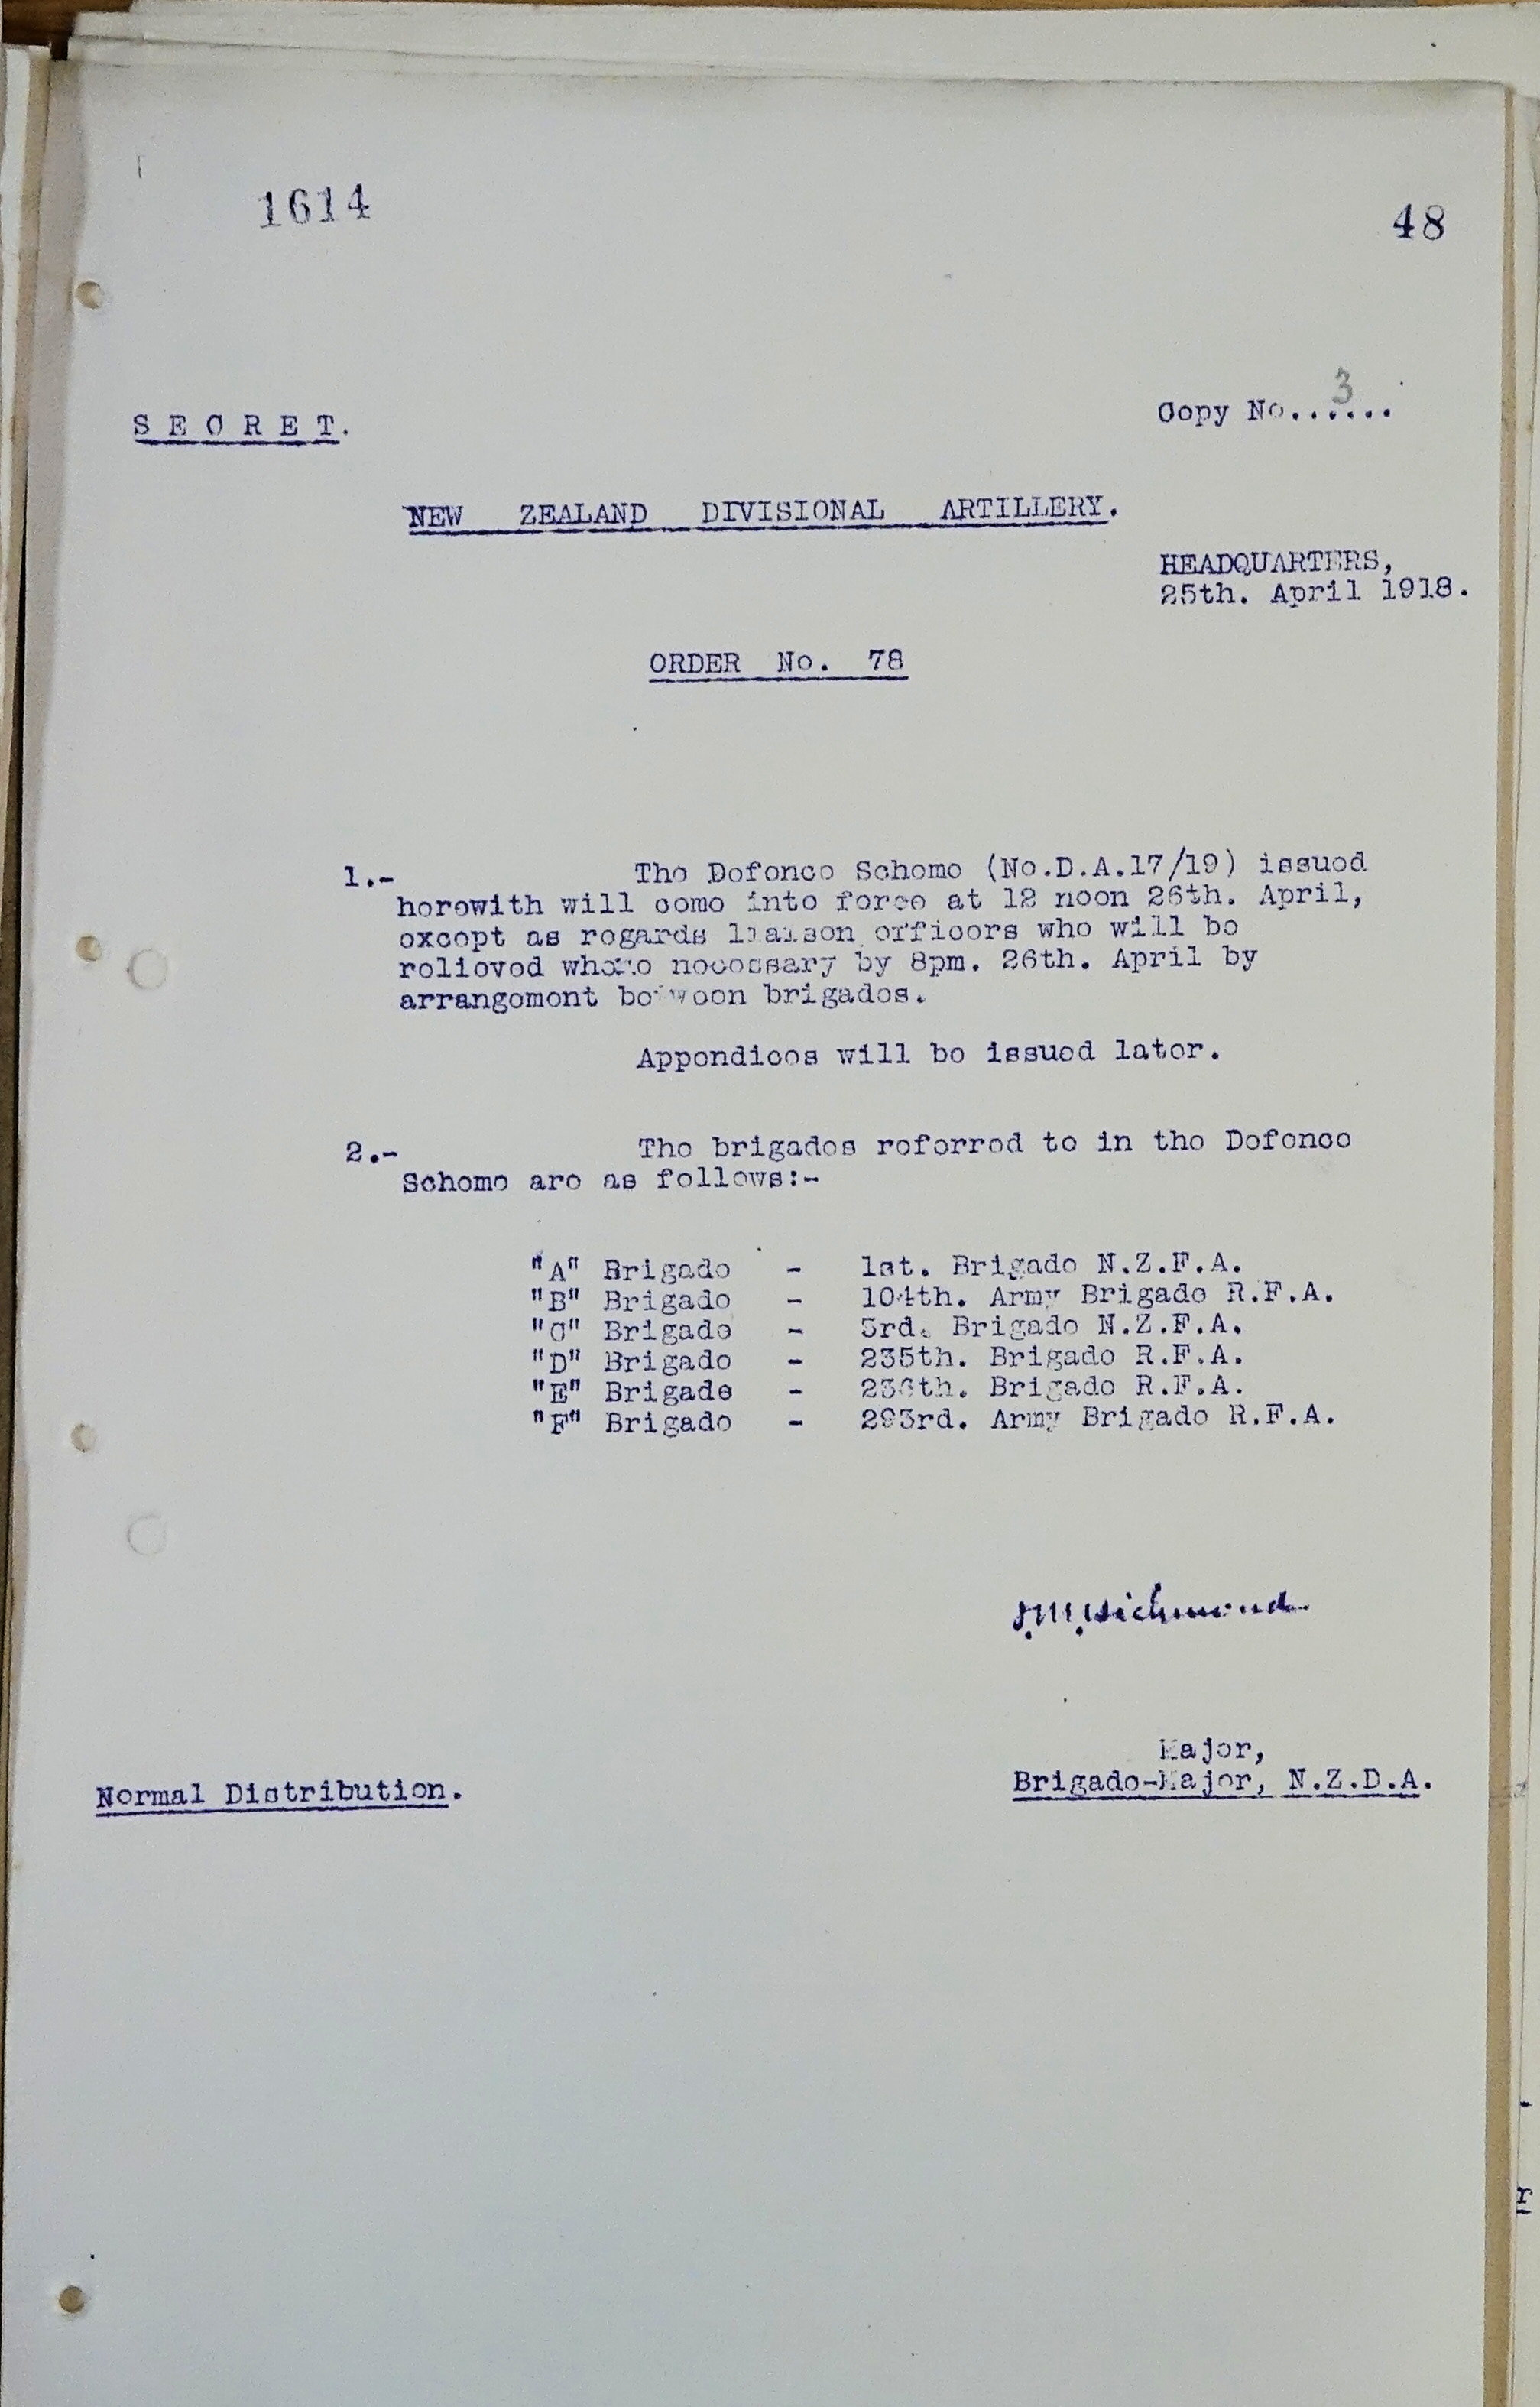 1614
48
SECRET.
Copy No...3...
NEW ZEALAND DIVISIONAL ARTILLERY.
HEADQUARTERS,
25th. April 1918.
ORDER No. 78
1.- The Defence Scheme (No.D.A.17/19) issued
herewith will come into force at 12 noon 26th. April,
except as regards liaison officers who will be
relieved where necessary by 8pm. 26th. April by
arrangement between brigades.
Appendices will be issued later.
2.- The brigades referred to in the Defence
Scheme are as follows:-
"A" Brigade - 1st. Brigade N.Z.F.A.
"B" Brigade - 104th. Army Brigade R.F.A.
"C" Brigade - 3rd. Brigade N.Z.F.A.
"D" Brigade - 235th. Brigade R.F.A.
"E" Brigade - 236th. Brigade R.F.A.
"F" Brigade - 293rd. Army Brigade R.F.A.
J.M.Richmond
Major,
Brigade-Major, N.Z.D.A.
Normal Distribution.